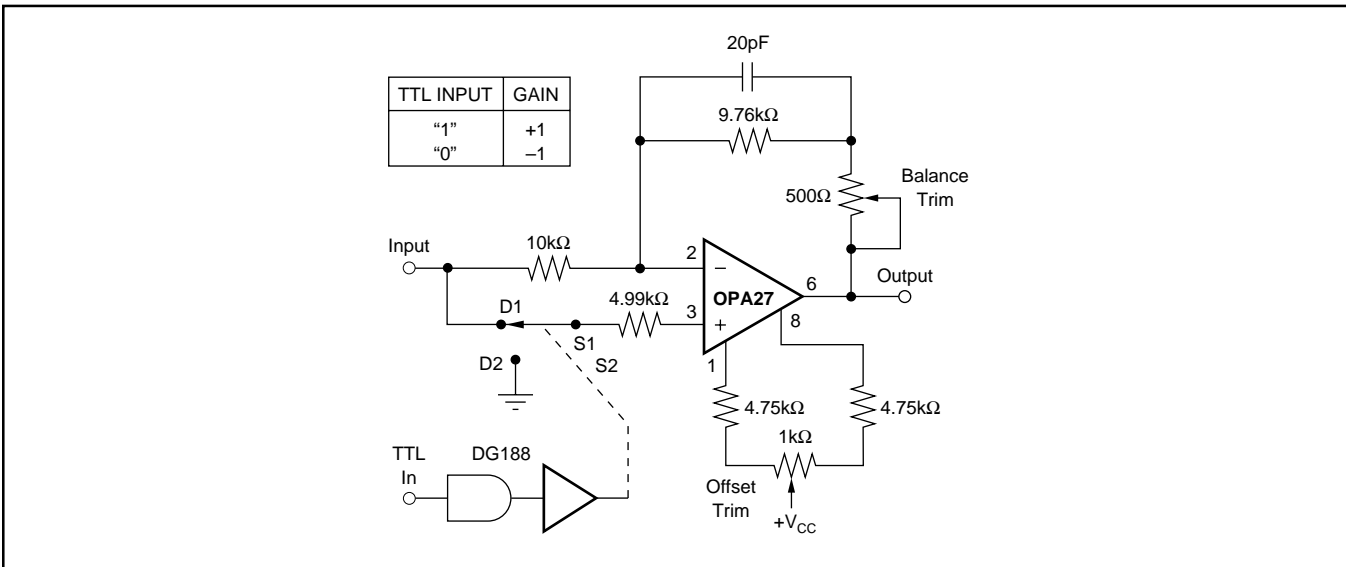 20pF
TTL INPUT GAIN
“1” +1
“0” –1
9.76kΩ
500Ω
Balance
Trim
Input
10kΩ
2
–
OPA27
6
Output
D1
4.99kΩ
3
+
8
S1
S2
D2
1
4.75kΩ
4.75kΩ
1kΩ
TTL
In
DG188
Offset
Trim
+VCC